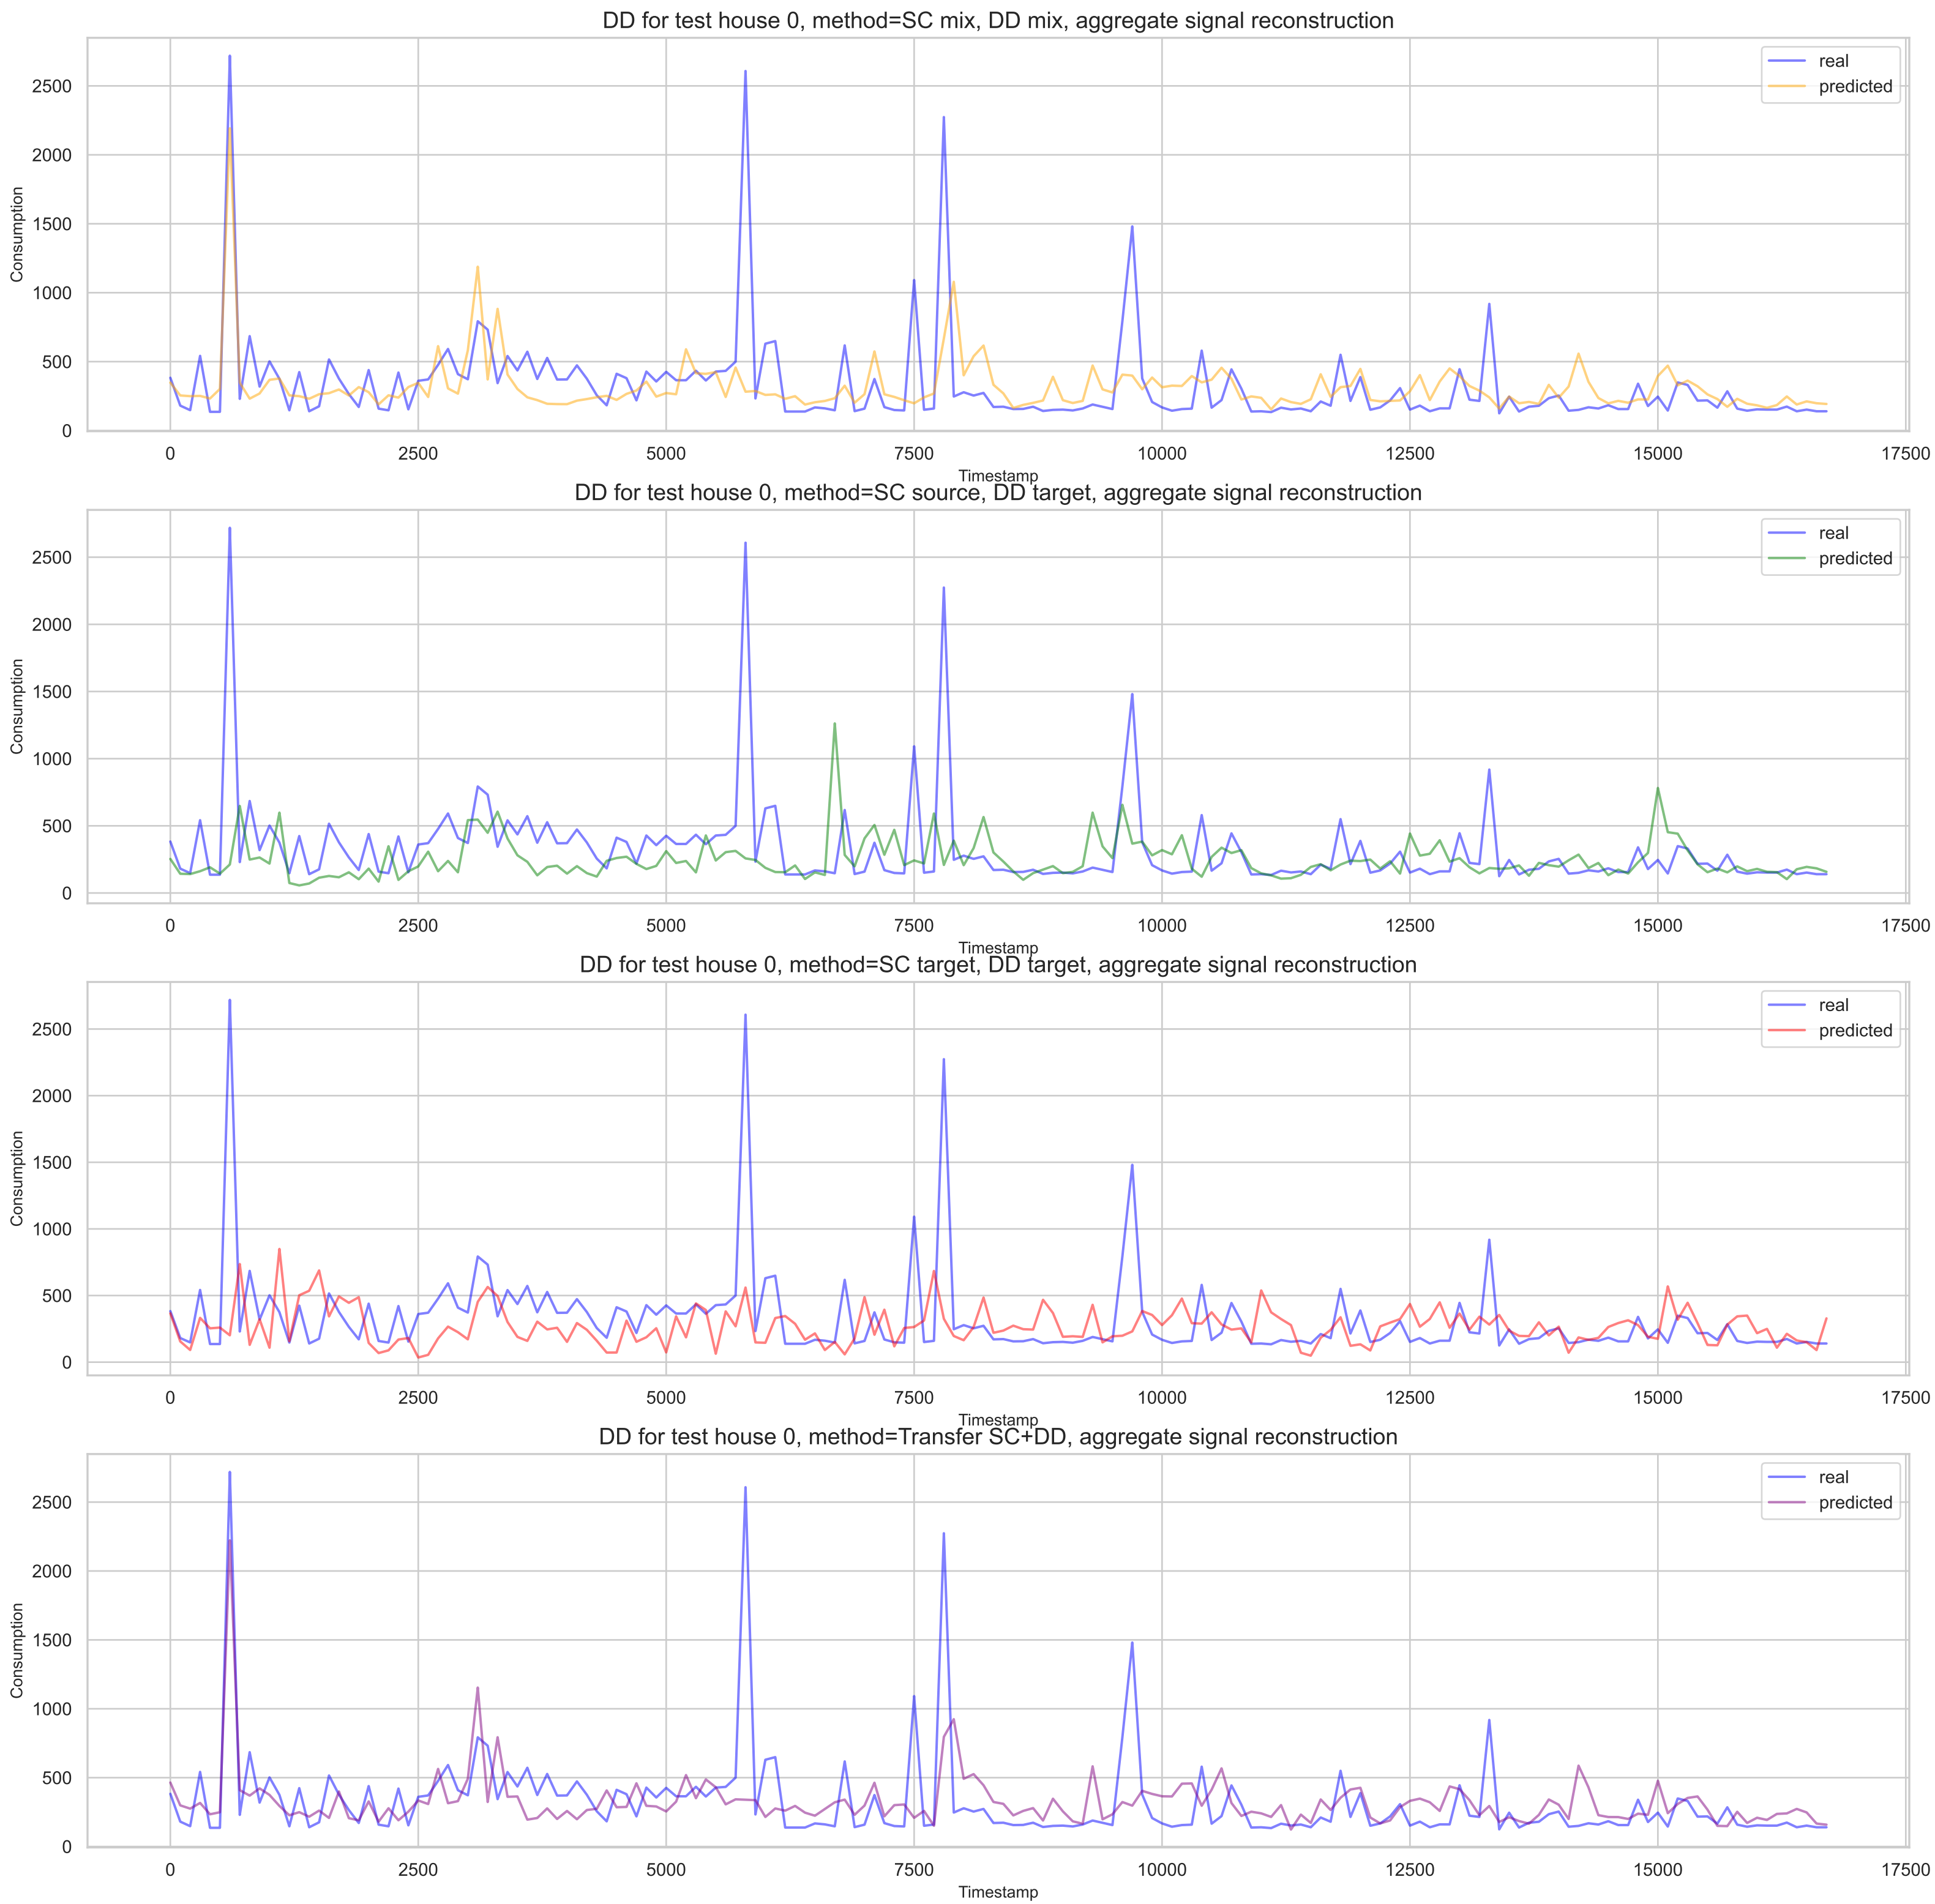 DD for test house 0, method=SC mix, DD mix, aggregate signal reconstruction
real
predicted
Consumption
2500
2000
1500
1000
500
0
0 2500 5000 7500 10000 12500 15000 17500
Timestamp
DD for test house 0, method=SC source, DD target, aggregate signal reconstruction
real
predicted
Consumption
2500
2000
1500
1000
500
0
0 2500 5000 7500 10000 12500 15000 17500
Timestamp
DD for test house 0, method=SC target, DD target, aggregate signal reconstruction
real
predicted
Consumption
2500
2000
1500
1000
500
0
0 2500 5000 7500 10000 12500 15000 17500
Timestamp
DD for test house 0, method=Transfer SC+DD, aggregate signal reconstruction
real
predicted
Consumption
2500
2000
1500
1000
500
0
0 2500 5000 7500 10000 12500 15000 17500
Timestamp